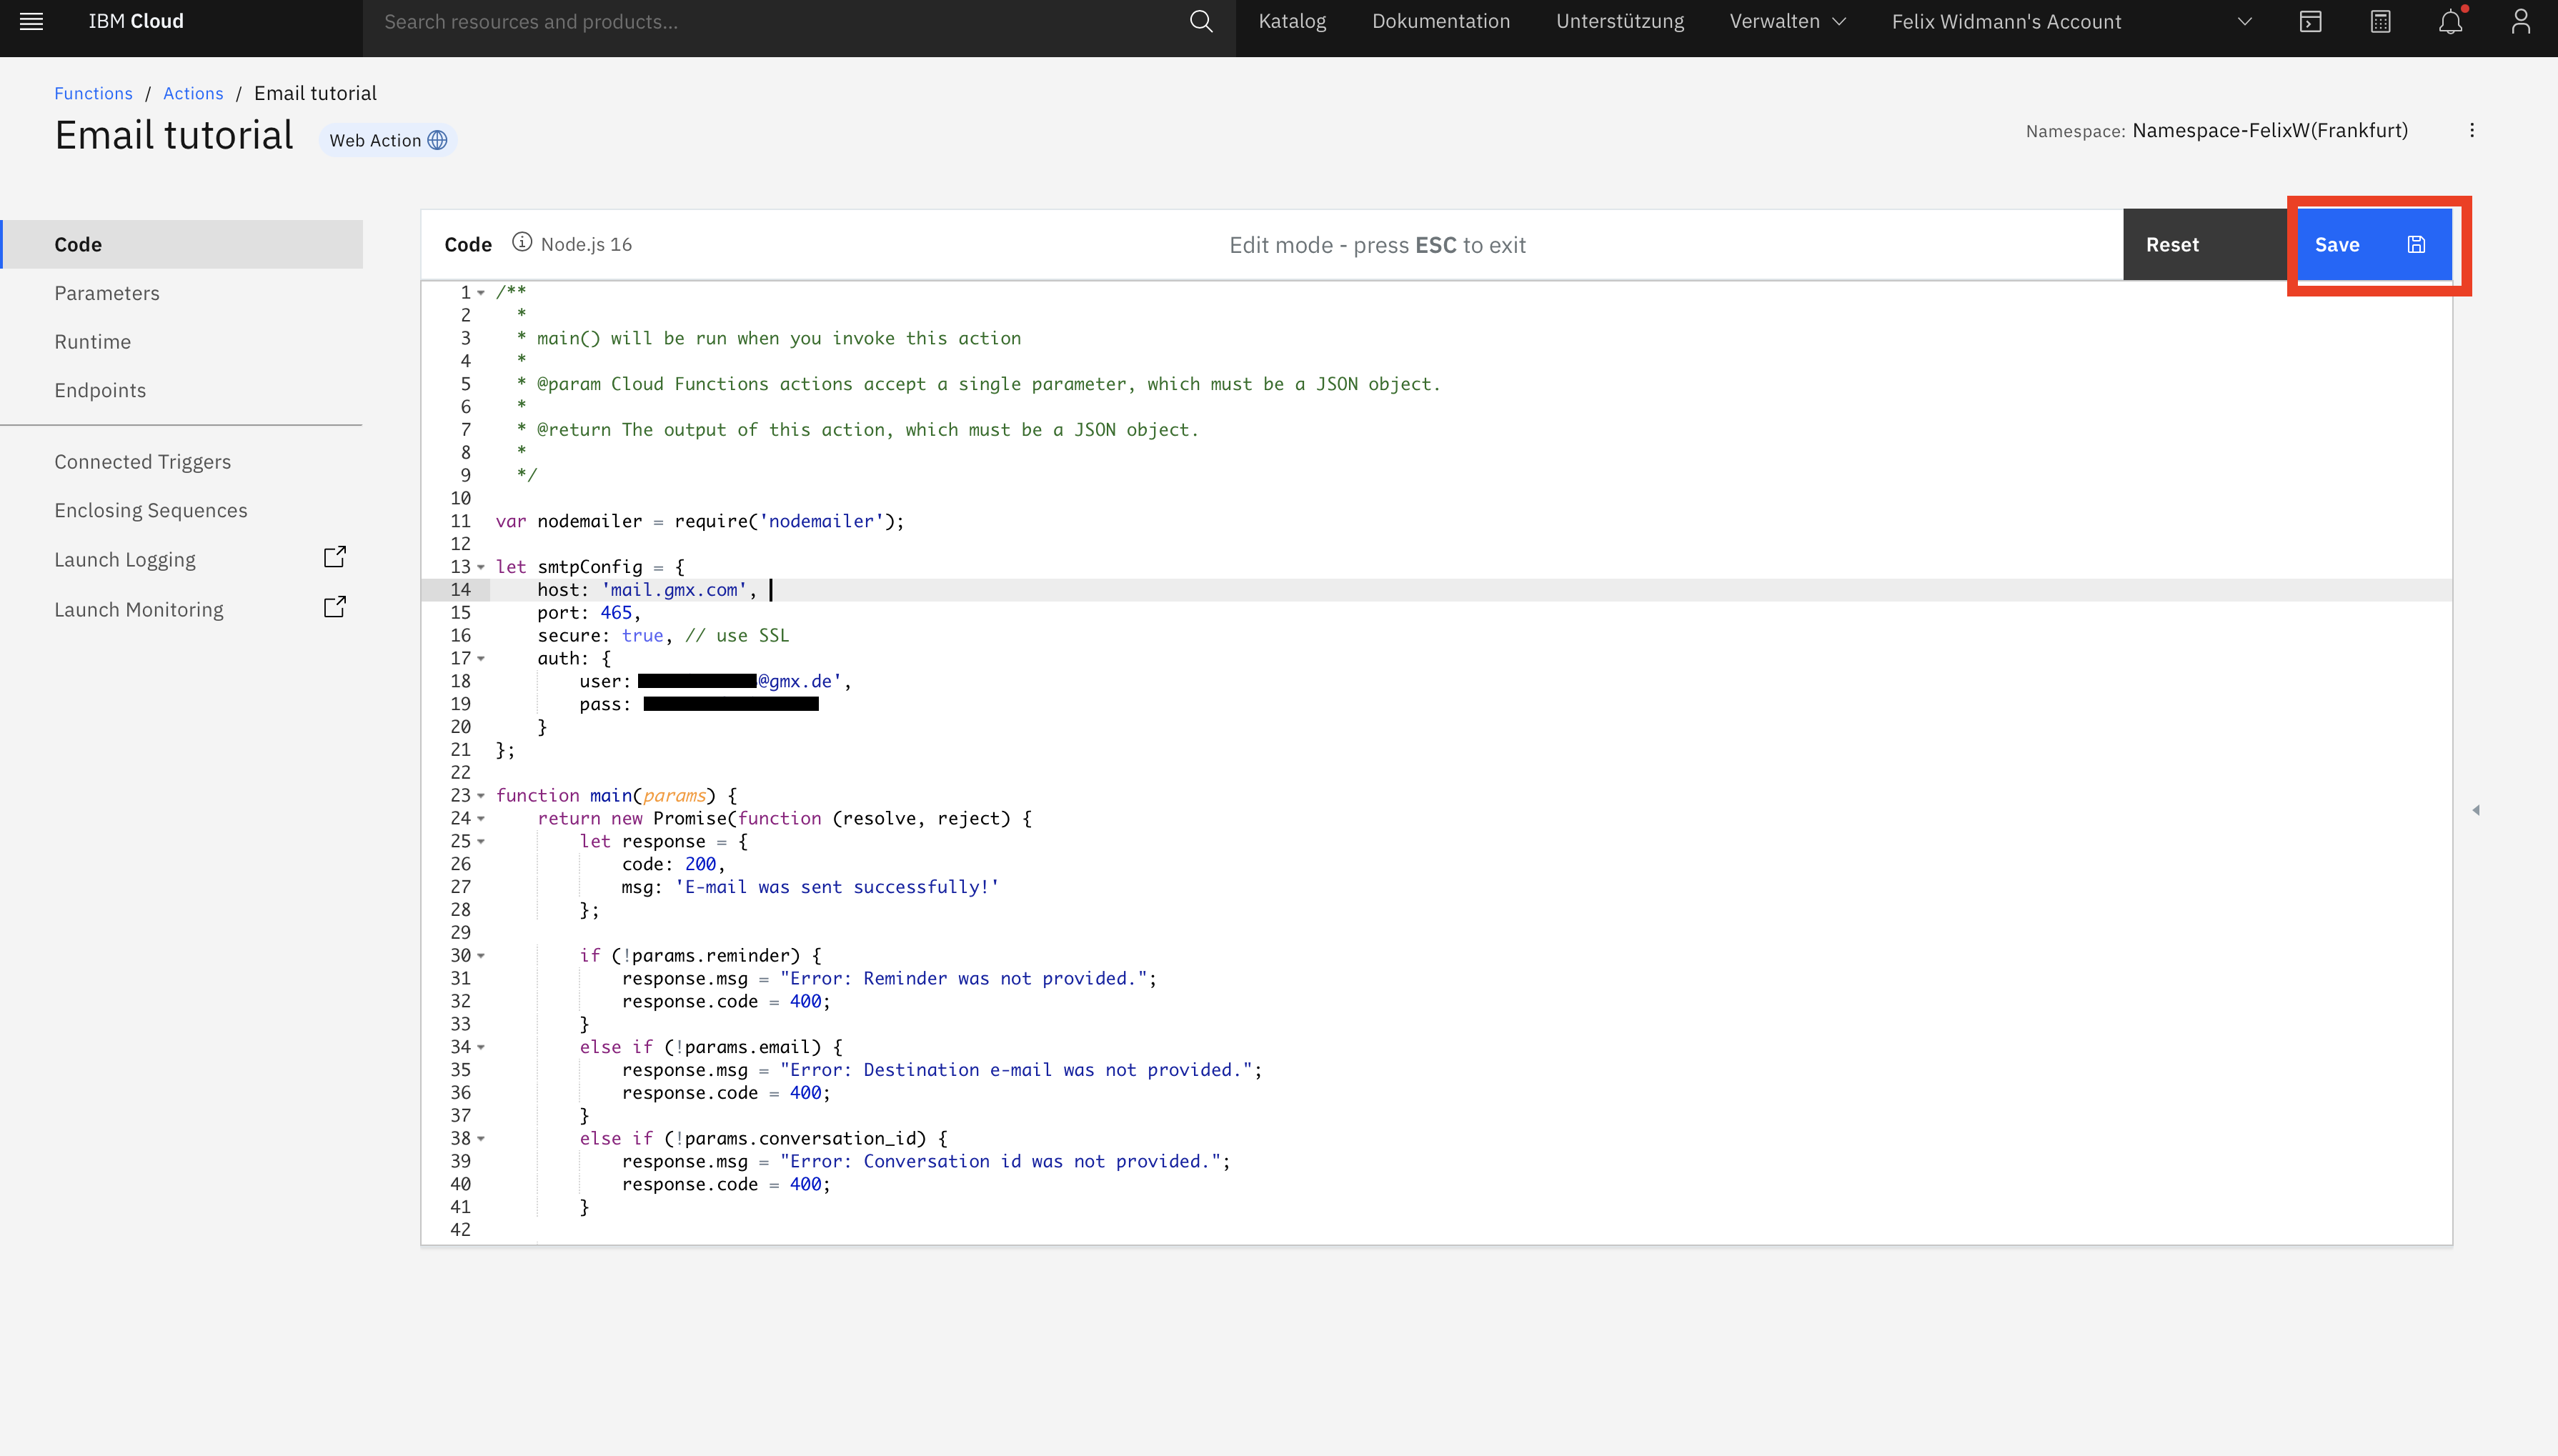 IBM Cloud
Search resources and products...
Katalog
Dokumentation
Unterstützung
Verwalten
Felix Widmann's Account
Functions / Actions / Email tutorial
Email tutorial
Web Action
Namespace: Namespace-FelixW(Frankfurt)
Code
Parameters
Runtime
Endpoints
Connected Triggers
Enclosing Sequences
Launch Logging
Launch Monitoring
Code Node.js 16
Edit mode - press ESC to exit
Reset
Save
1 /**
2 *
3 * main() will be run when you invoke this action
4 *
5 * @param Cloud Functions actions accept a single parameter, which must be a JSON object.
6 *
7 * @return The output of this action, which must be a JSON object.
8 *
9 */
10
11 var nodemailer = require('nodemailer');
12
13 let smtpConfig = {
14 host: 'mail.gmx.com',
15 port: 465,
16 secure: true, // use SSL
17 auth: {
18 user: @gmx.de',
19 pass:
20 }
21 };
22
23 function main(params) {
24 return new Promise(function (resolve, reject) {
25 let response = {
26 code: 200,
27 msg: 'E-mail was sent successfully!'
28 };
29
30 if (!params.reminder) {
31 response.msg = "Error: Reminder was not provided.";
32 response.code = 400;
33 }
34 else if (!params.email) {
35 response.msg = "Error: Destination e-mail was not provided.";
36 response.code = 400;
37 }
38 else if (!params.conversation_id) {
39 response.msg = "Error: Conversation id was not provided.";
40 response.code = 400;
41 }
42